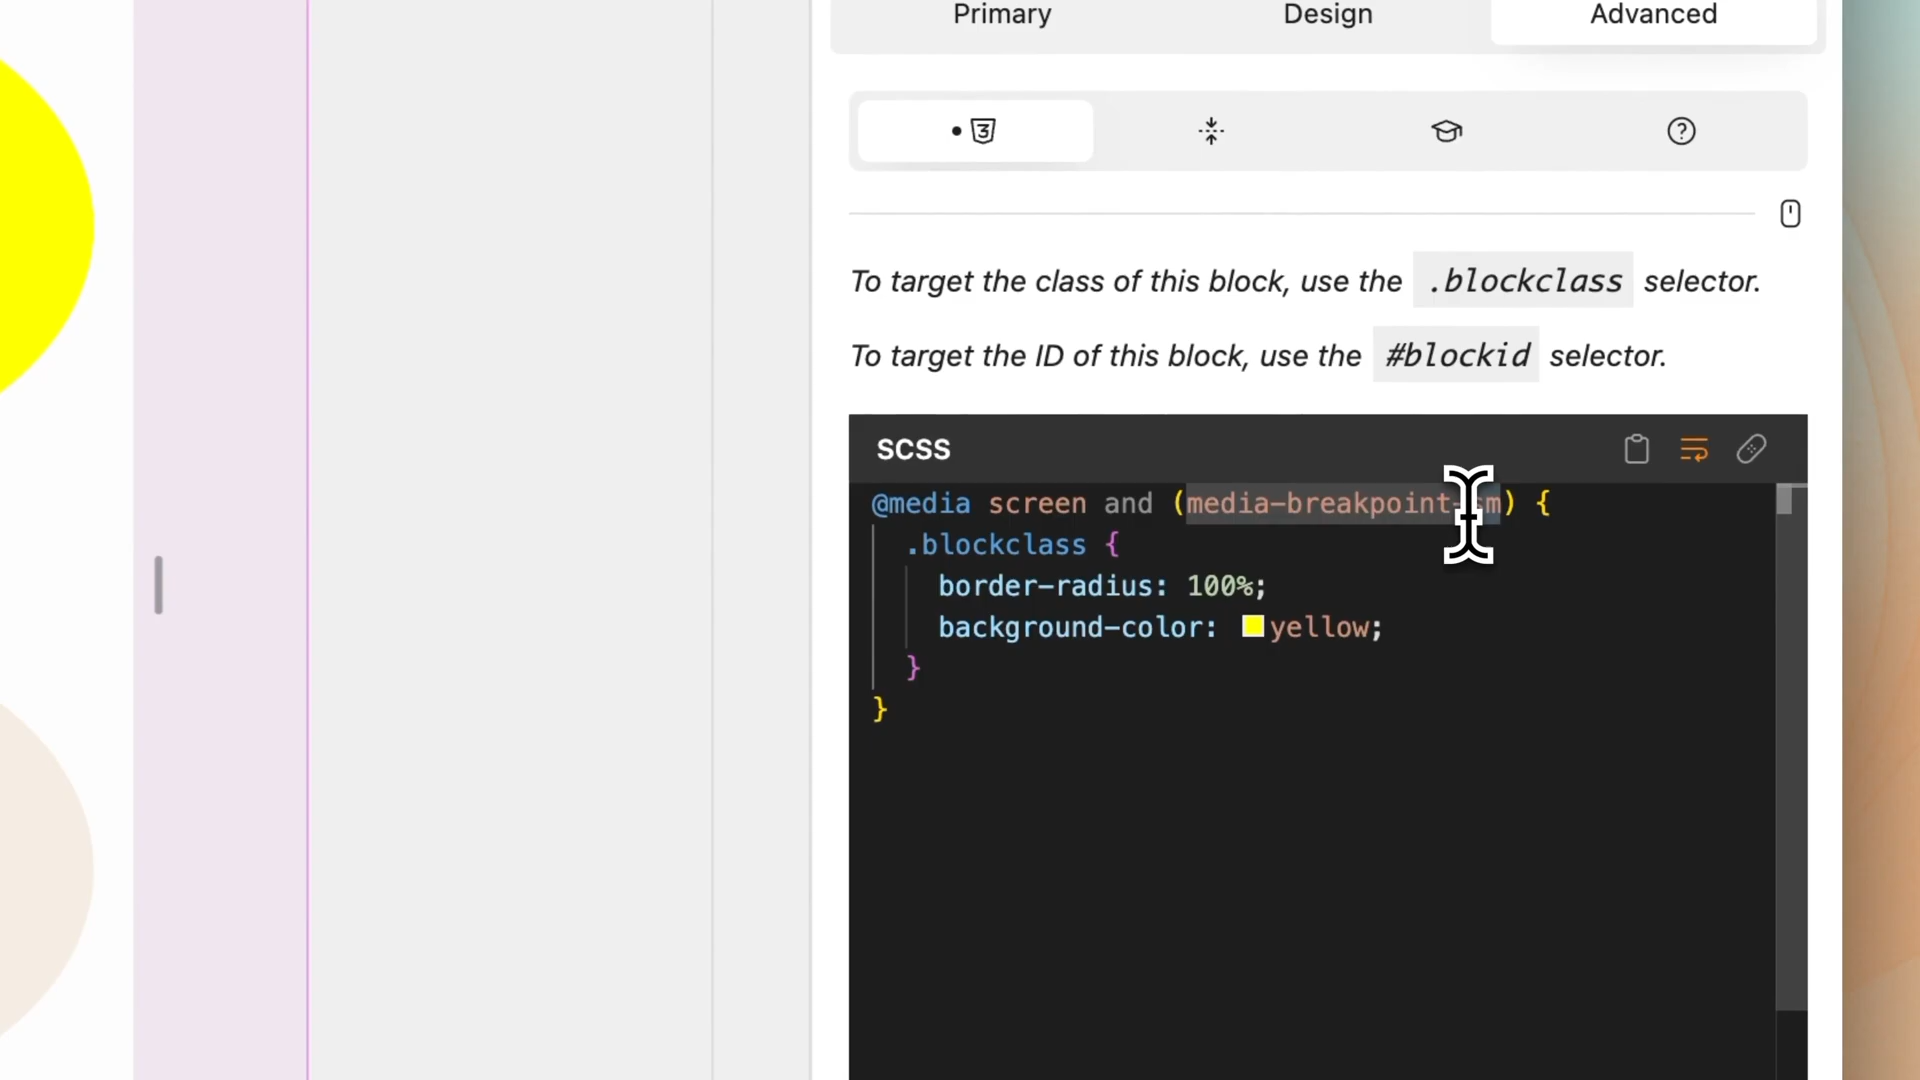 Primary Design Advanced
To target the class of this block, use the .blockclass selector.
To target the ID of this block, use the #blockid selector.
SCSS
@media screen and (media-breakpoint-sm) {
.blockclass {
border-radius: 100%;
background-color: yellow;
}
}